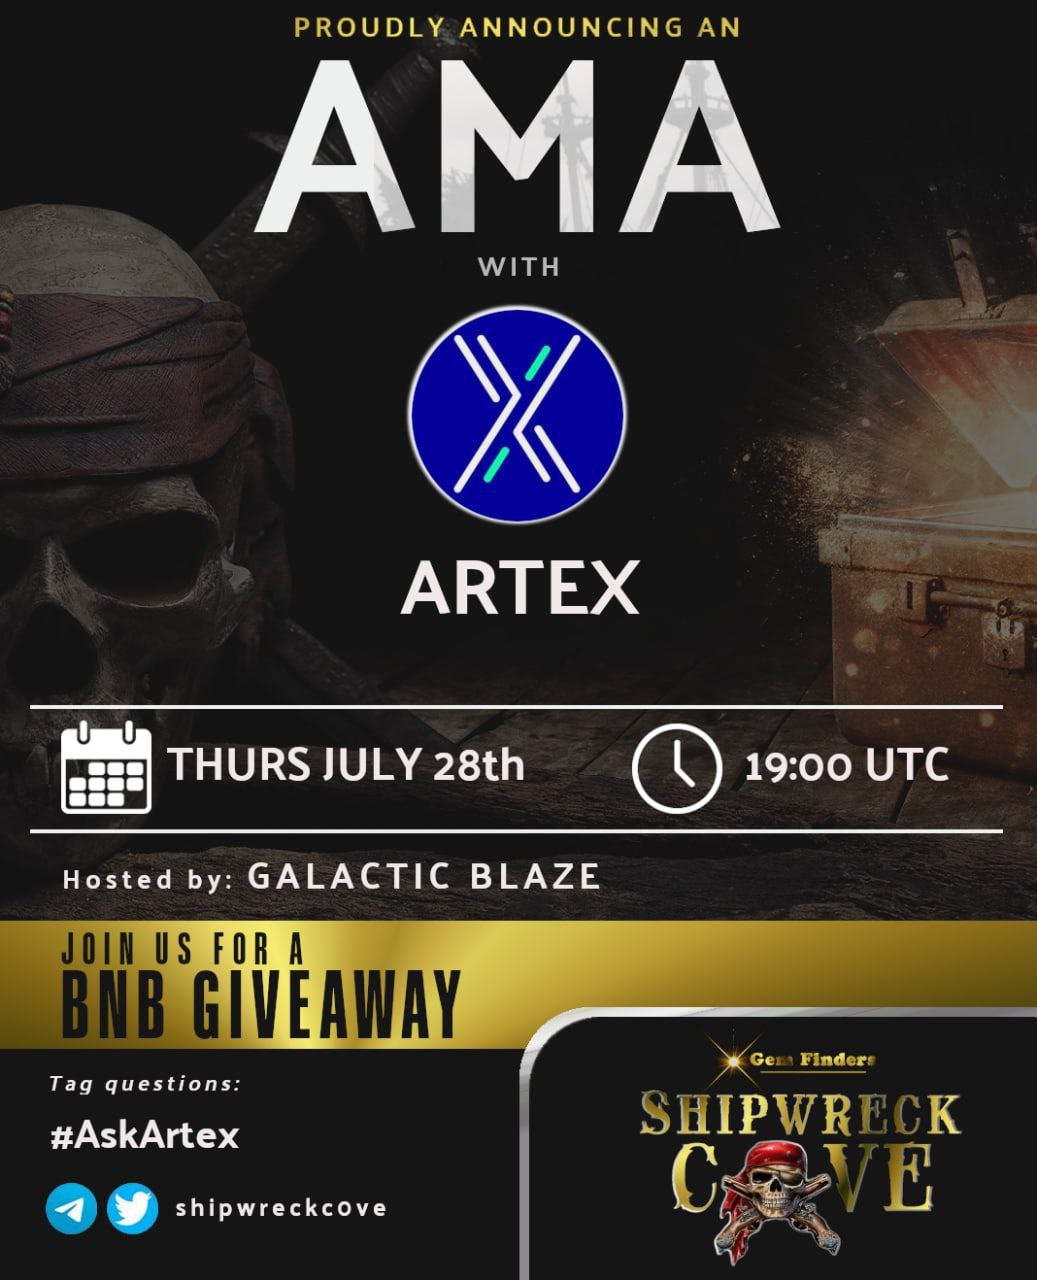 PROUDLY ANNOUNCING AN
AMA
WITH
ARTEX
THURS JULY 28th
19:00 UTC
Hosted by: GALACTIC BLAZE
JOIN US FOR A
BNB GIVEAWAY
Tag questions:
#AskArtex
shipwreckc0ve
Gem Finders
SHIPWRECK
COVE